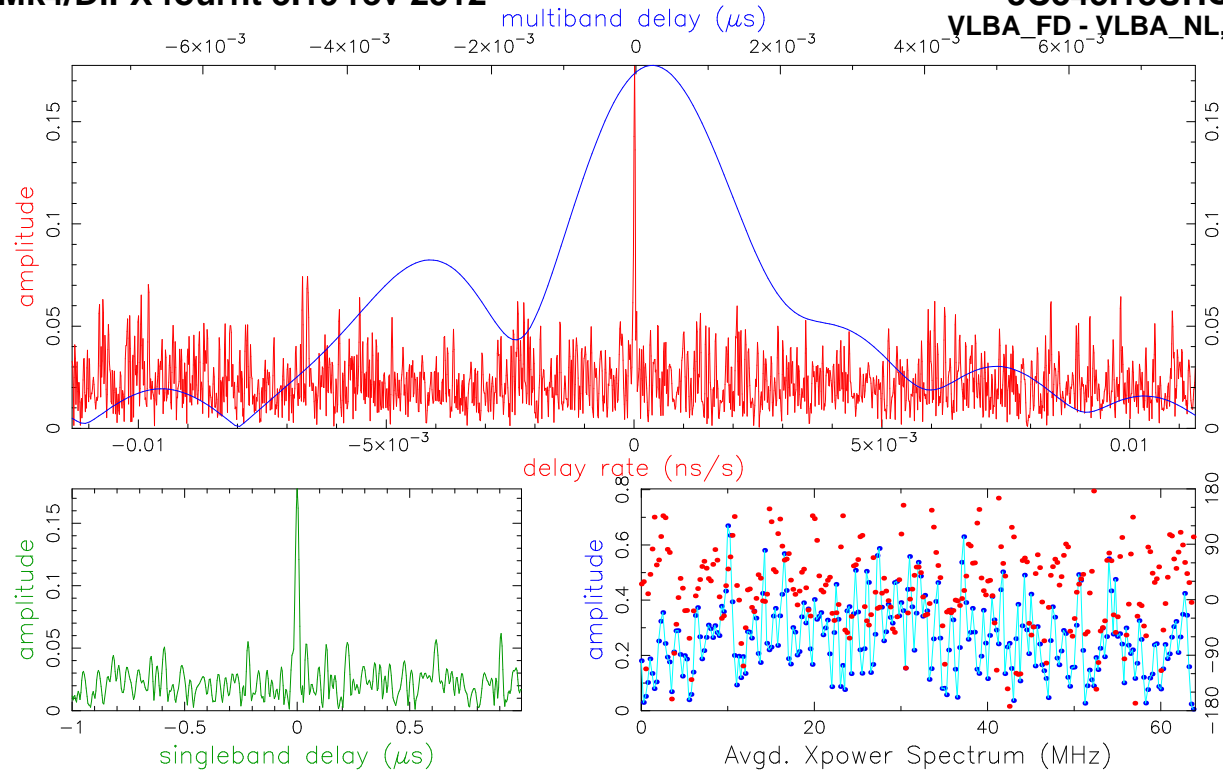 multiband delay (μs)
VLBA_FD - VLBA_NL,
−6×10⁻³ −4×10⁻³ −2×10⁻³ 0 2×10⁻³ 4×10⁻³ 6×10⁻³
amplitude
0 0.05 0.1 0.15
0 0.05 0.1 0.15
−0.01 −5×10⁻³ 0 5×10⁻³ 0.01
delay rate (ns/s)
amplitude
0 0.05 0.1 0.15
−1 −0.5 0 0.5
singleband delay (μs)
amplitude
0 0.2 0.4 0.6 0.8
−180 −90 0 90 180
0 20 40 60
Avgd. Xpower Spectrum (MHz)